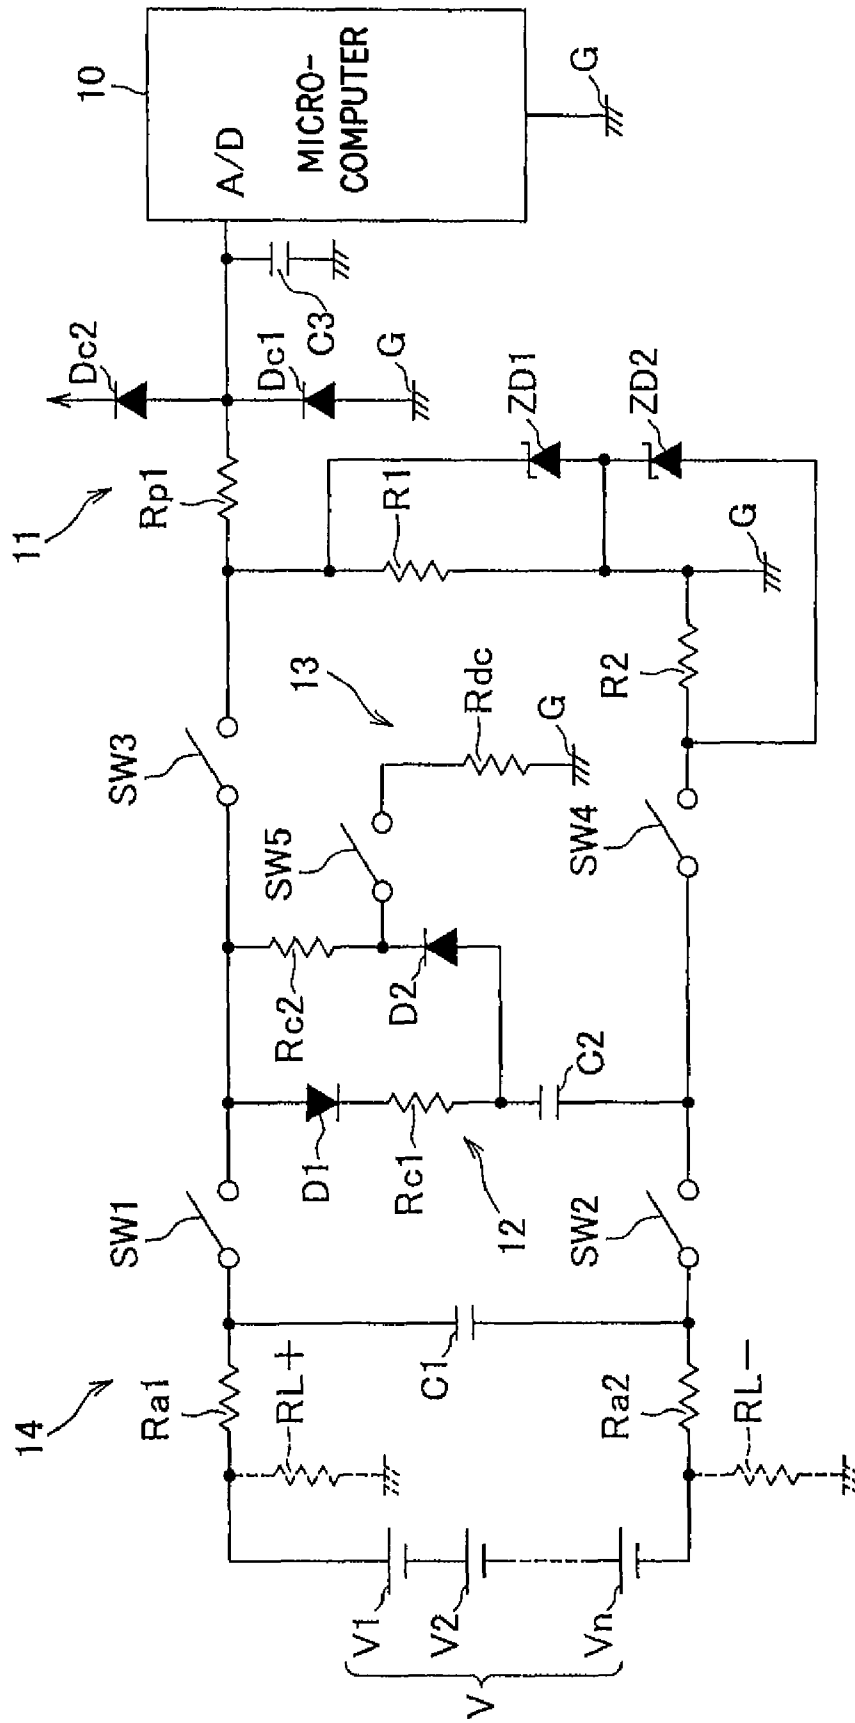 14
11
10
Ra1
SW1
SW3
Rp1
Dc2
A/D
MICRO-
COMPUTER
RL+
D1
Rc2
SW5
13
R1
Dc1
C3
G
G
V1
V2
Vn
V
C1
Rc1
12
D2
Rdc
G
ZD1
ZD2
C2
Ra2
SW2
SW4
R2
G
RL−